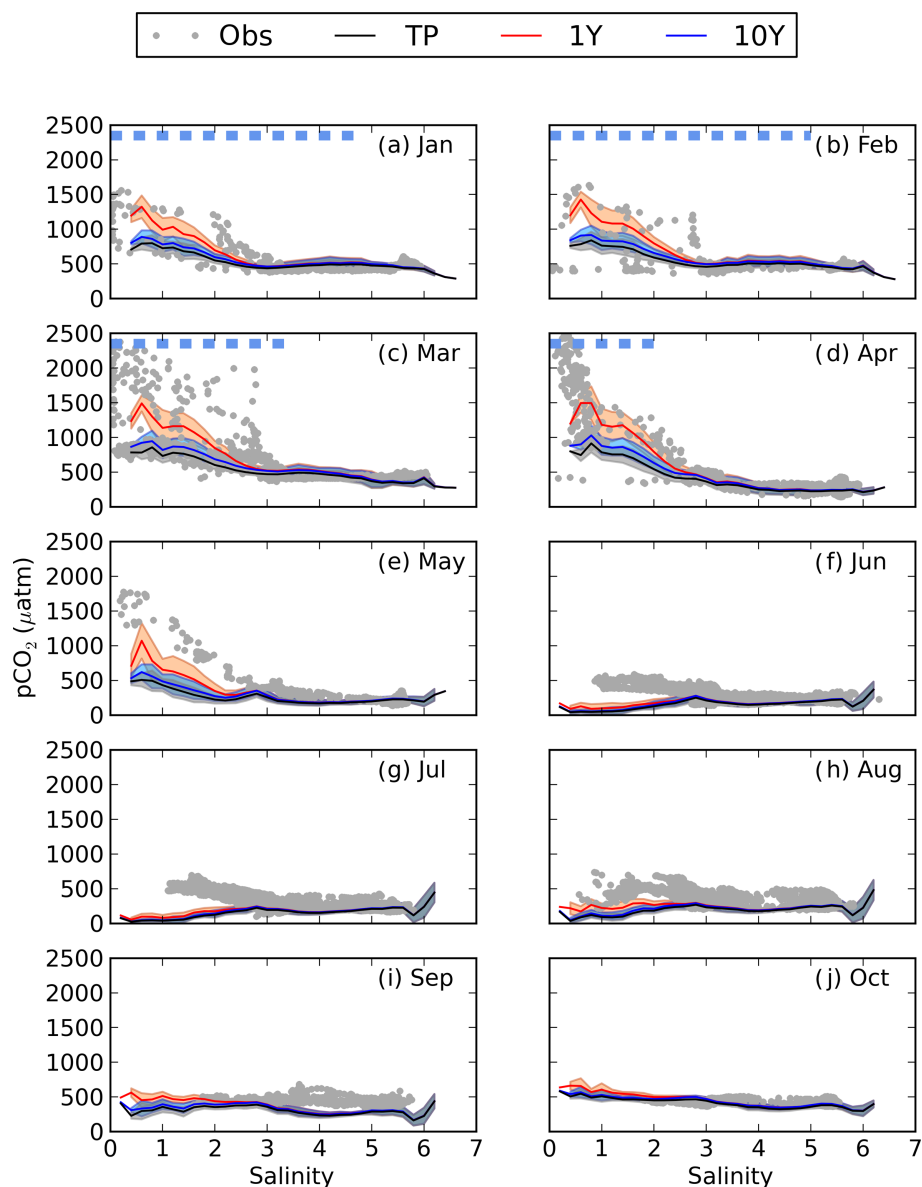 Obs TP 1Y 10Y
2500 (a) Jan (b) Feb
2000
1500
1000
500
0
2500 (c) Mar (d) Apr
2000
1500
1000
500
0
2500 (e) May (f) Jun
2000
1500
1000
500
0
pCO₂ (μatm)
2500 (g) Jul (h) Aug
2000
1500
1000
500
0
2500 (i) Sep (j) Oct
2000
1500
1000
500
0
0 1 2 3 4 5 6 7 0 1 2 3 4 5 6 7
Salinity Salinity